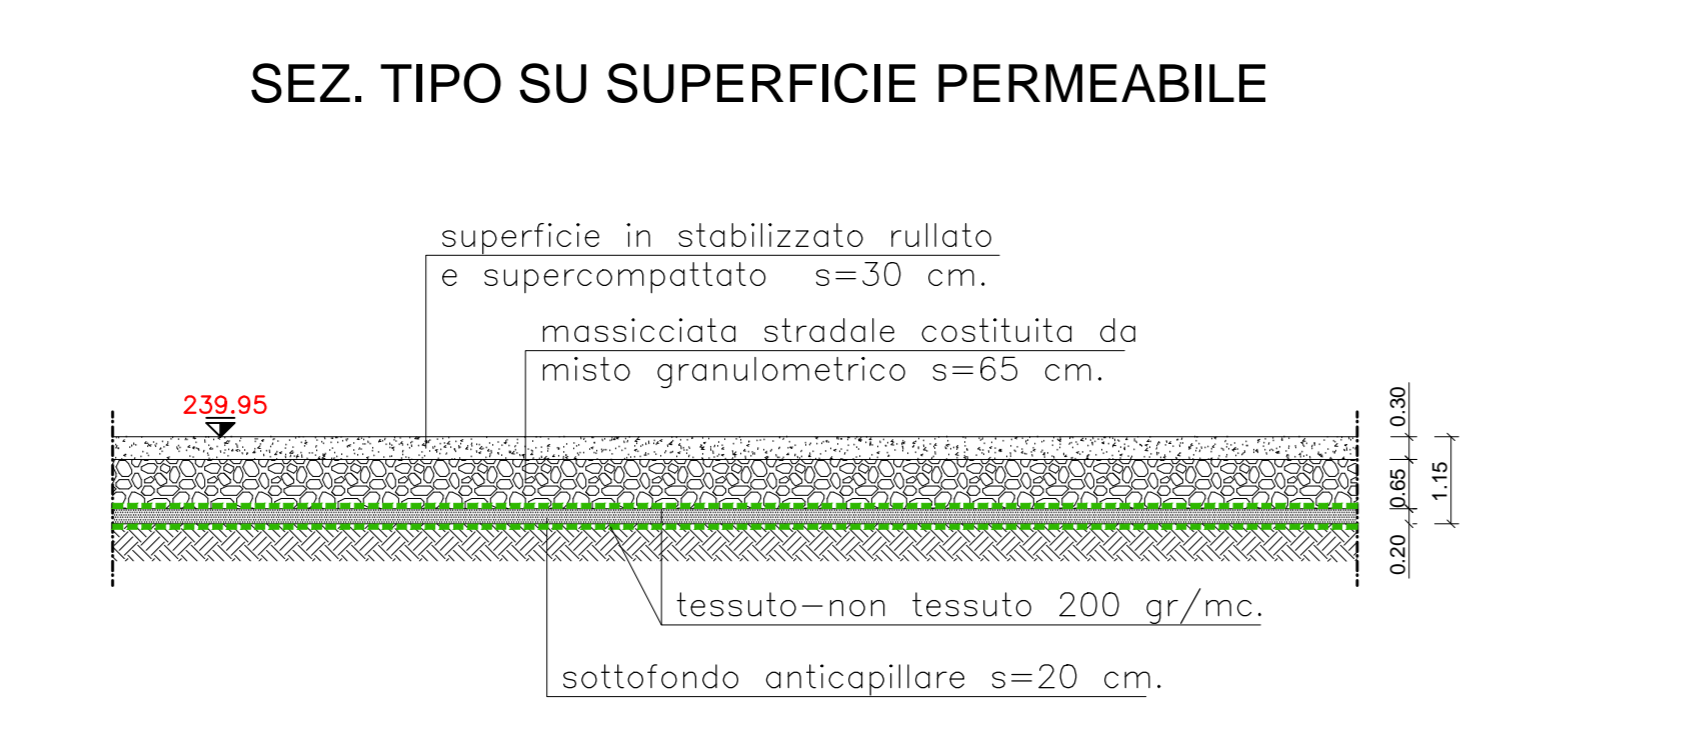 SEZ. TIPO SU SUPERFICIE PERMEABILE
superficie in stabilizzato rullato
e supercompattato s=30 cm.
massicciata stradale costituita da
misto granulometrico s=65 cm.
239.95
0.30
0.65
1.15
0.20
tessuto-non tessuto 200 gr/mc.
sottofondo anticapillare s=20 cm.